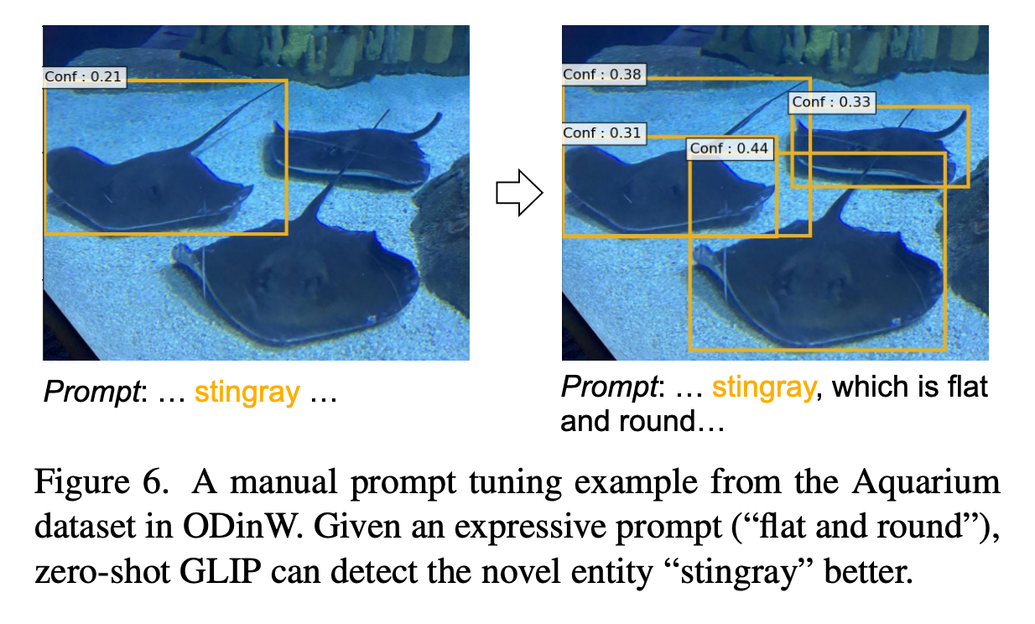 Conf : 0.21
Conf : 0.38
Conf : 0.33
Conf : 0.31
Conf : 0.44
Prompt: … stingray …
Prompt: … stingray, which is flat
and round…
Figure 6. A manual prompt tuning example from the Aquarium
dataset in ODinW. Given an expressive prompt (“flat and round”),
zero-shot GLIP can detect the novel entity “stingray” better.